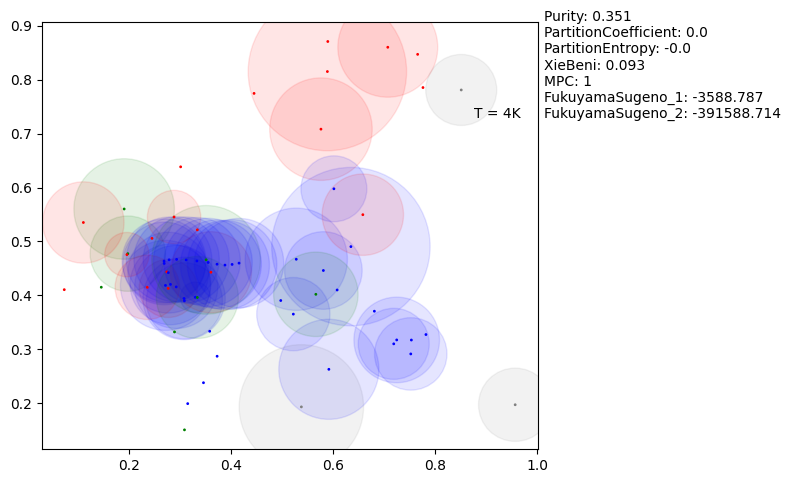 Purity: 0.351
PartitionCoefficient: 0.0
PartitionEntropy: -0.0
XieBeni: 0.093
MPC: 1
FukuyamaSugeno_1: -3588.787
FukuyamaSugeno_2: -391588.714
T = 4K
0.9
0.8
0.7
0.6
0.5
0.4
0.3
0.2
0.2 0.4 0.6 0.8 1.0